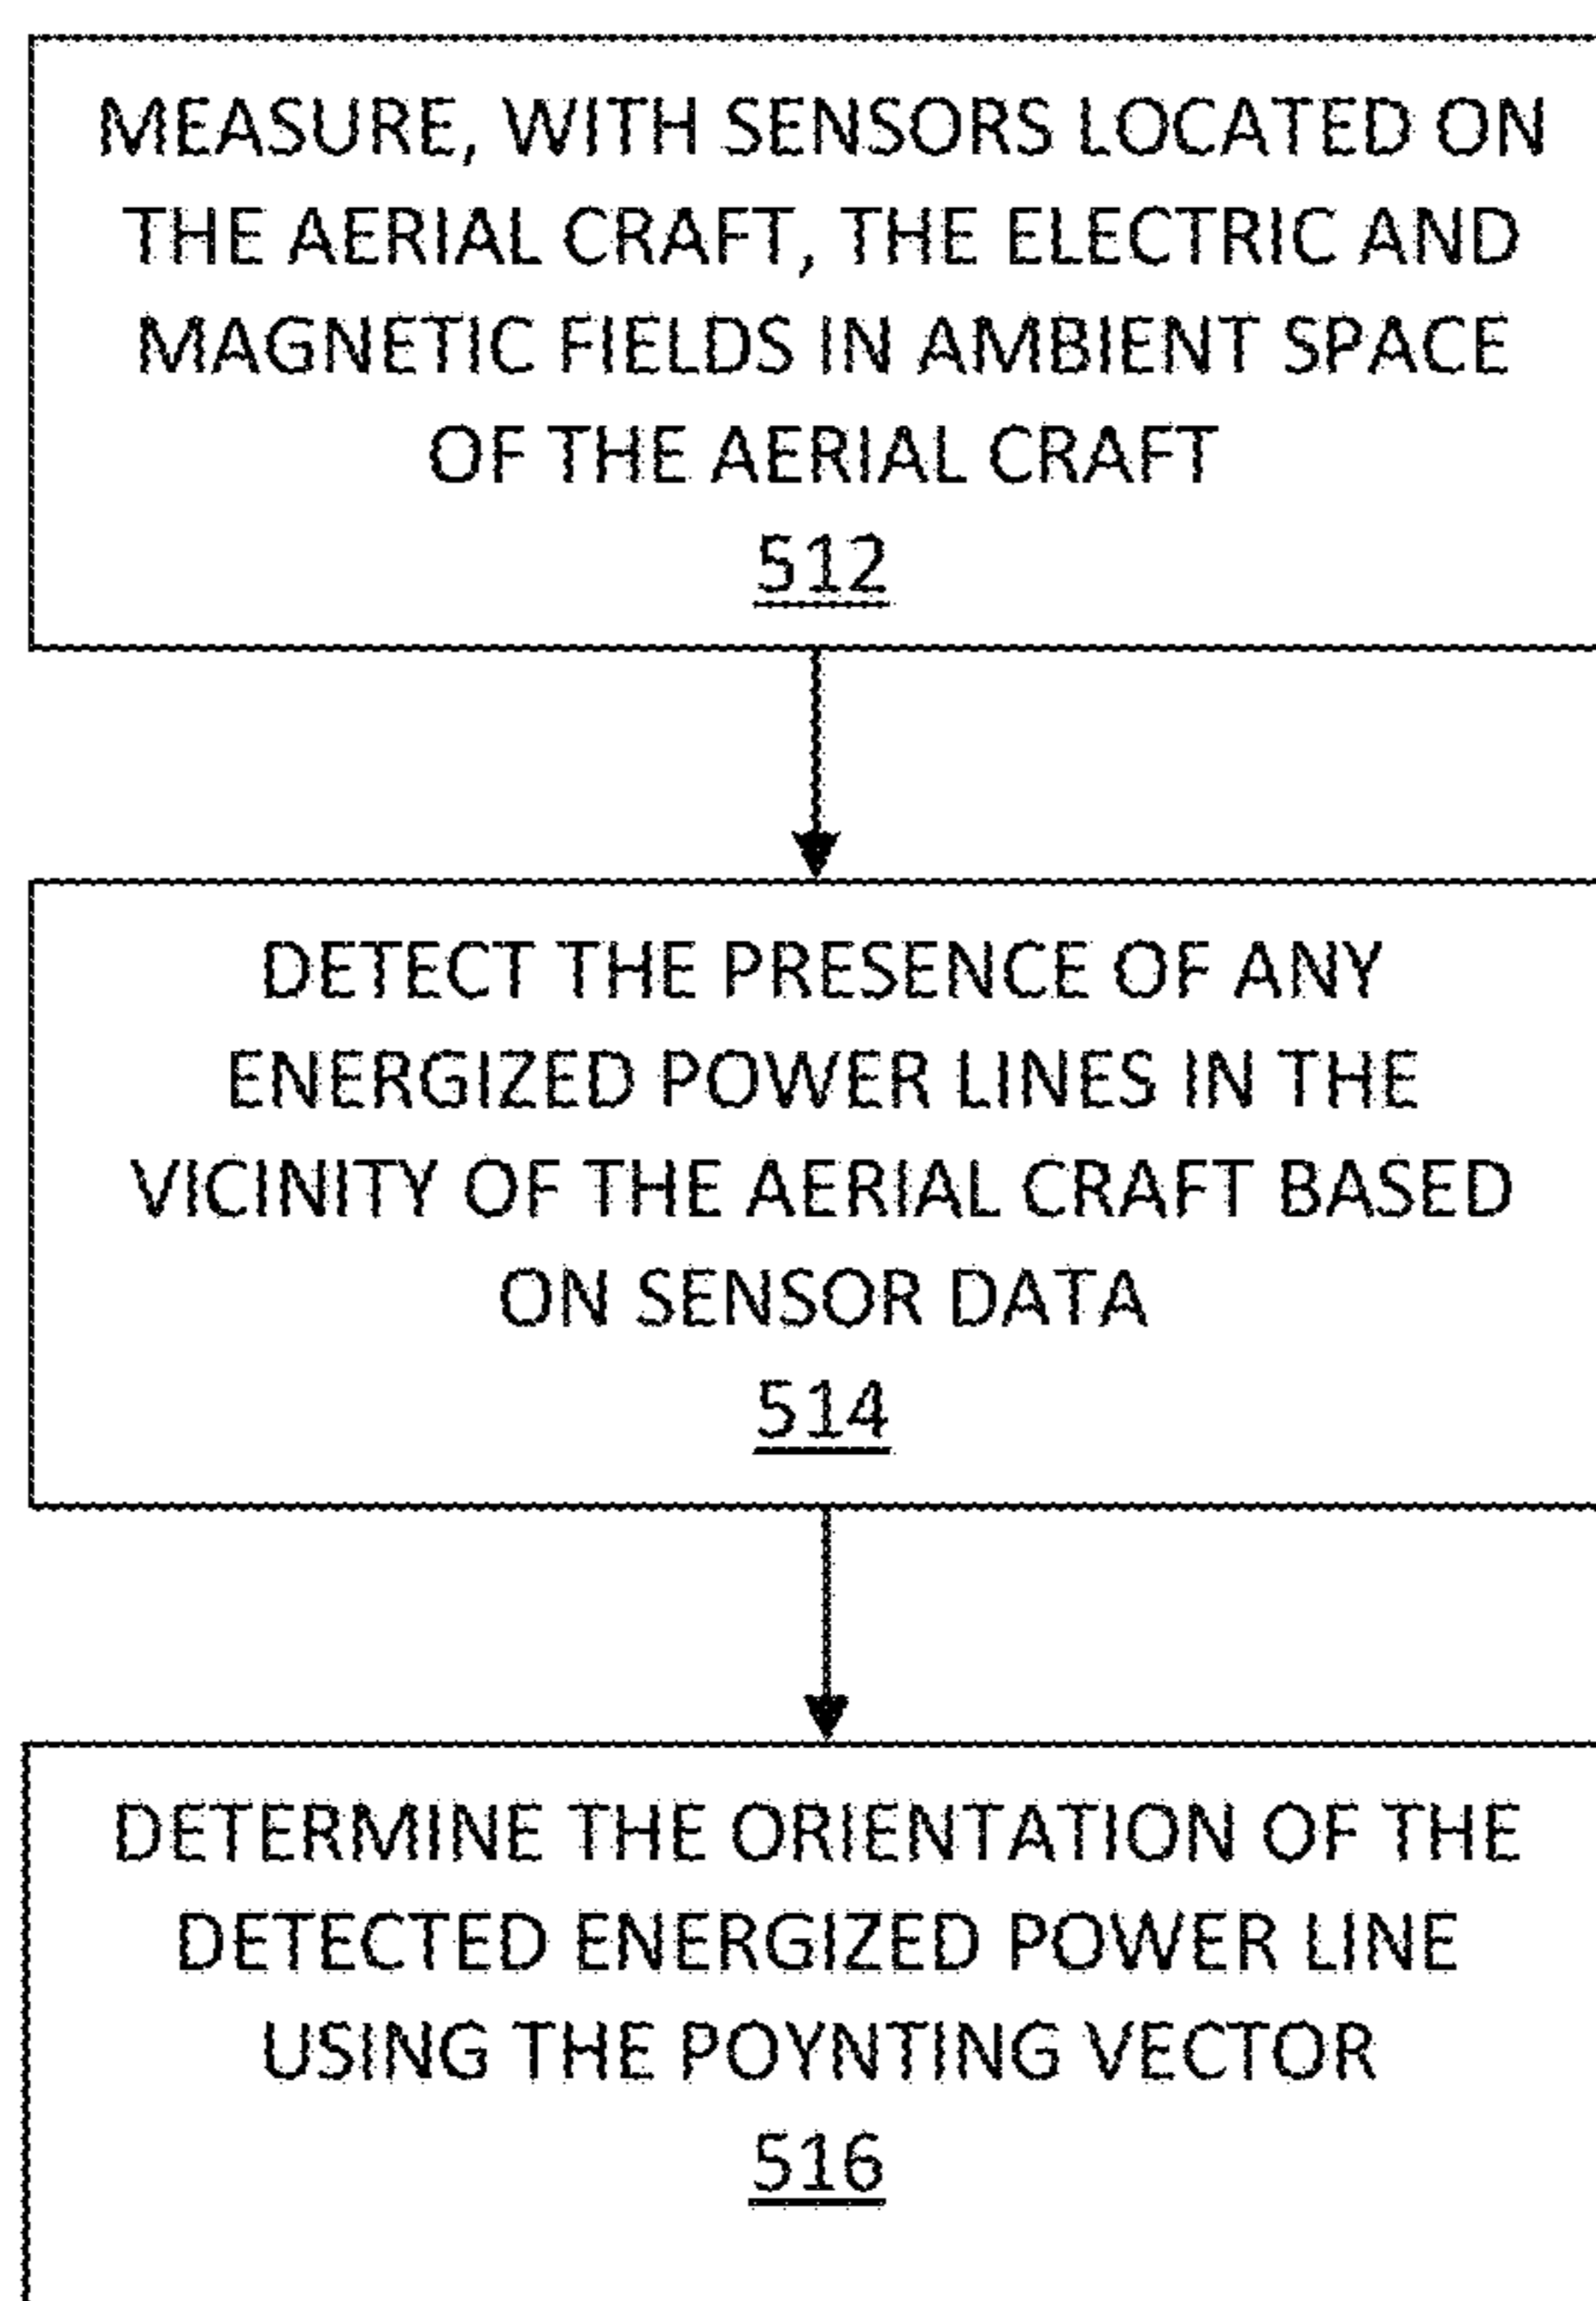 MEASURE, WITH SENSORS LOCATED ON
THE AERIAL CRAFT, THE ELECTRIC AND
MAGNETIC FIELDS IN AMBIENT SPACE
OF THE AERIAL CRAFT
512
DETECT THE PRESENCE OF ANY
ENERGIZED POWER LINES IN THE
VICINITY OF THE AERIAL CRAFT BASED
ON SENSOR DATA
514
DETERMINE THE ORIENTATION OF THE
DETECTED ENERGIZED POWER LINE
USING THE POYNTING VECTOR
516